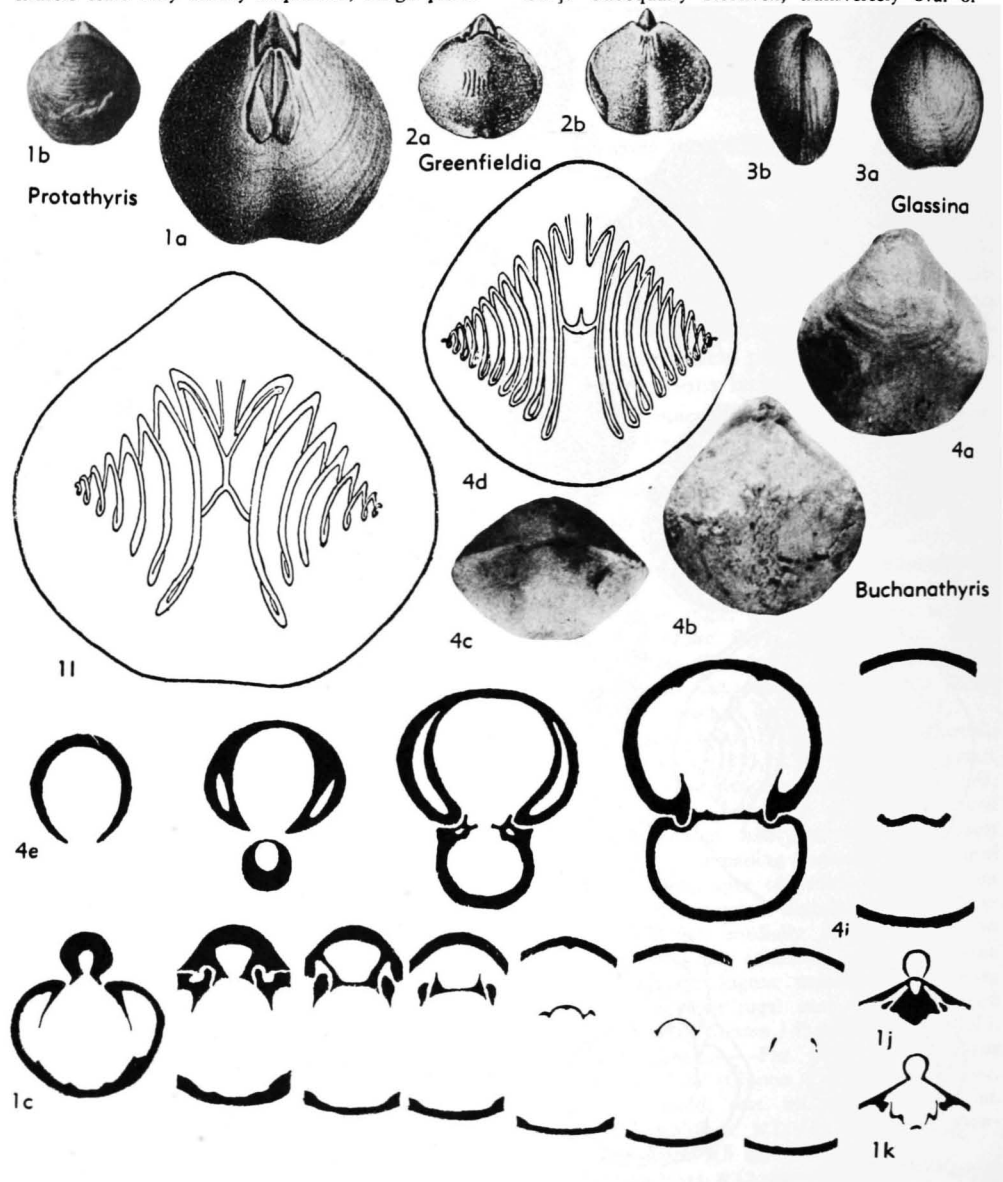 1b
1a
Protathyris
2a
2b
Greenfieldia
3b
3a
Glassina
4d
4a
1l
4c
4b
Buchanathyris
4e
4i
1c
1j
1k